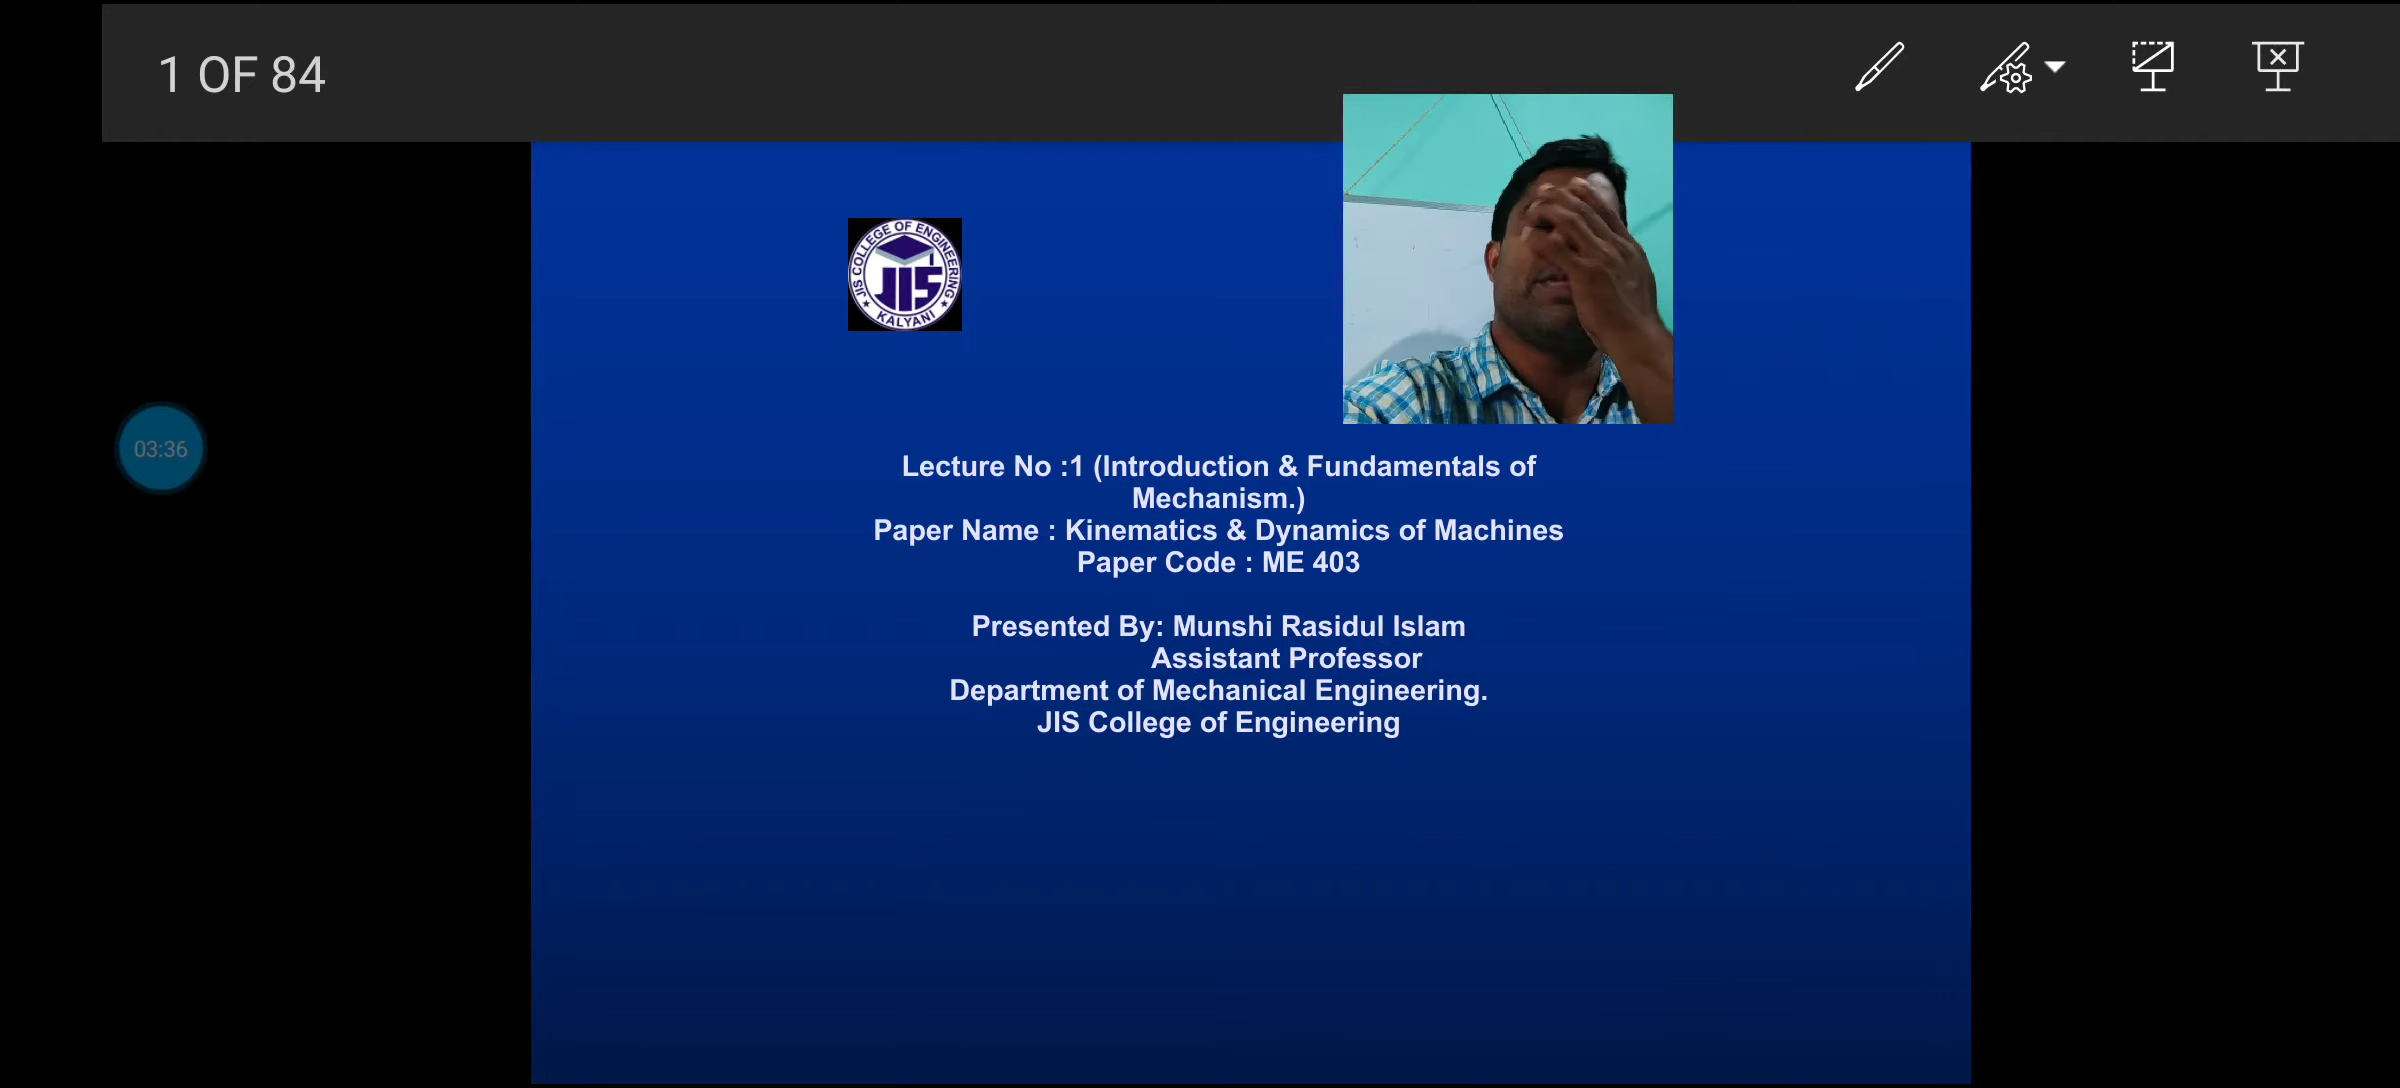 1 OF 84
JIS COLLEGE OF ENGINEERING
JIS
KALYANI
03:36
Lecture No :1 (Introduction & Fundamentals of
Mechanism.)
Paper Name : Kinematics & Dynamics of Machines
Paper Code : ME 403
Presented By: Munshi Rasidul Islam
Assistant Professor
Department of Mechanical Engineering.
JIS College of Engineering